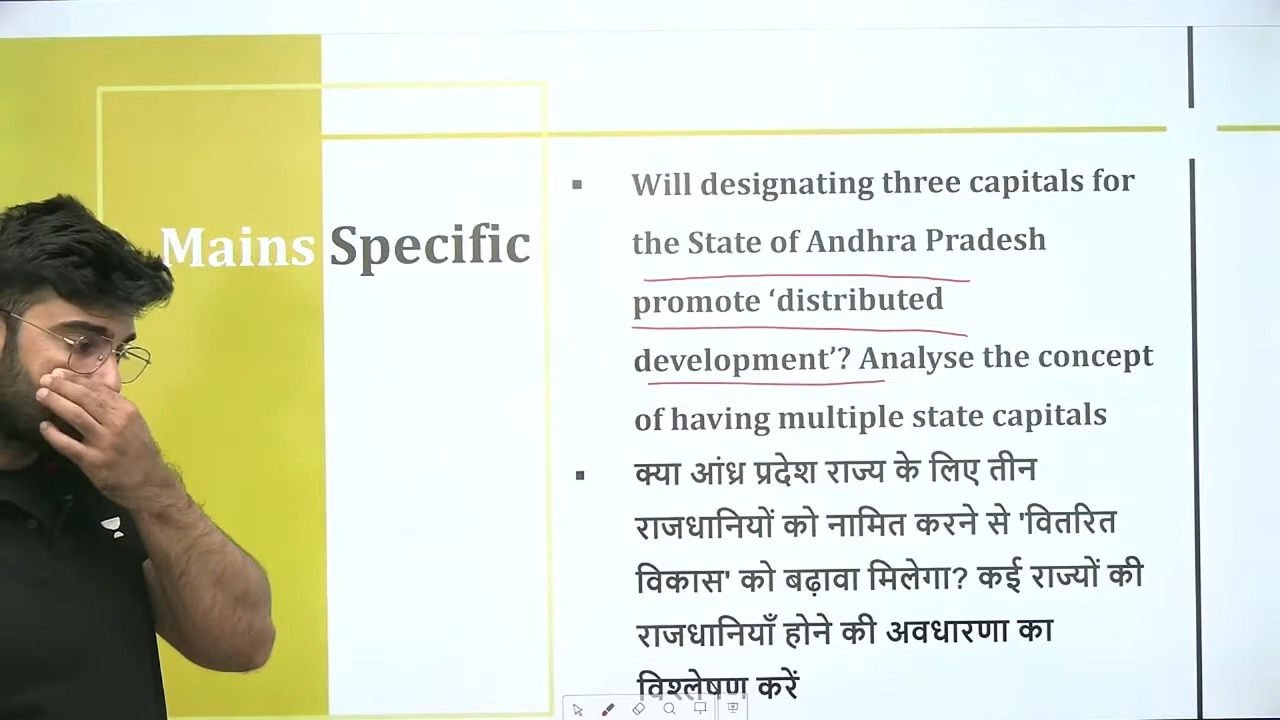 Mains Specific
▪ Will designating three capitals for
the State of Andhra Pradesh
promote ‘distributed
development’? Analyse the concept
of having multiple state capitals
▪ क्या आंध्र प्रदेश राज्य के लिए तीन
राजधानियों को नामित करने से 'वितरित
विकास' को बढ़ावा मिलेगा? कई राज्यों की
राजधानियाँ होने की अवधारणा का
विश्लेषण करें